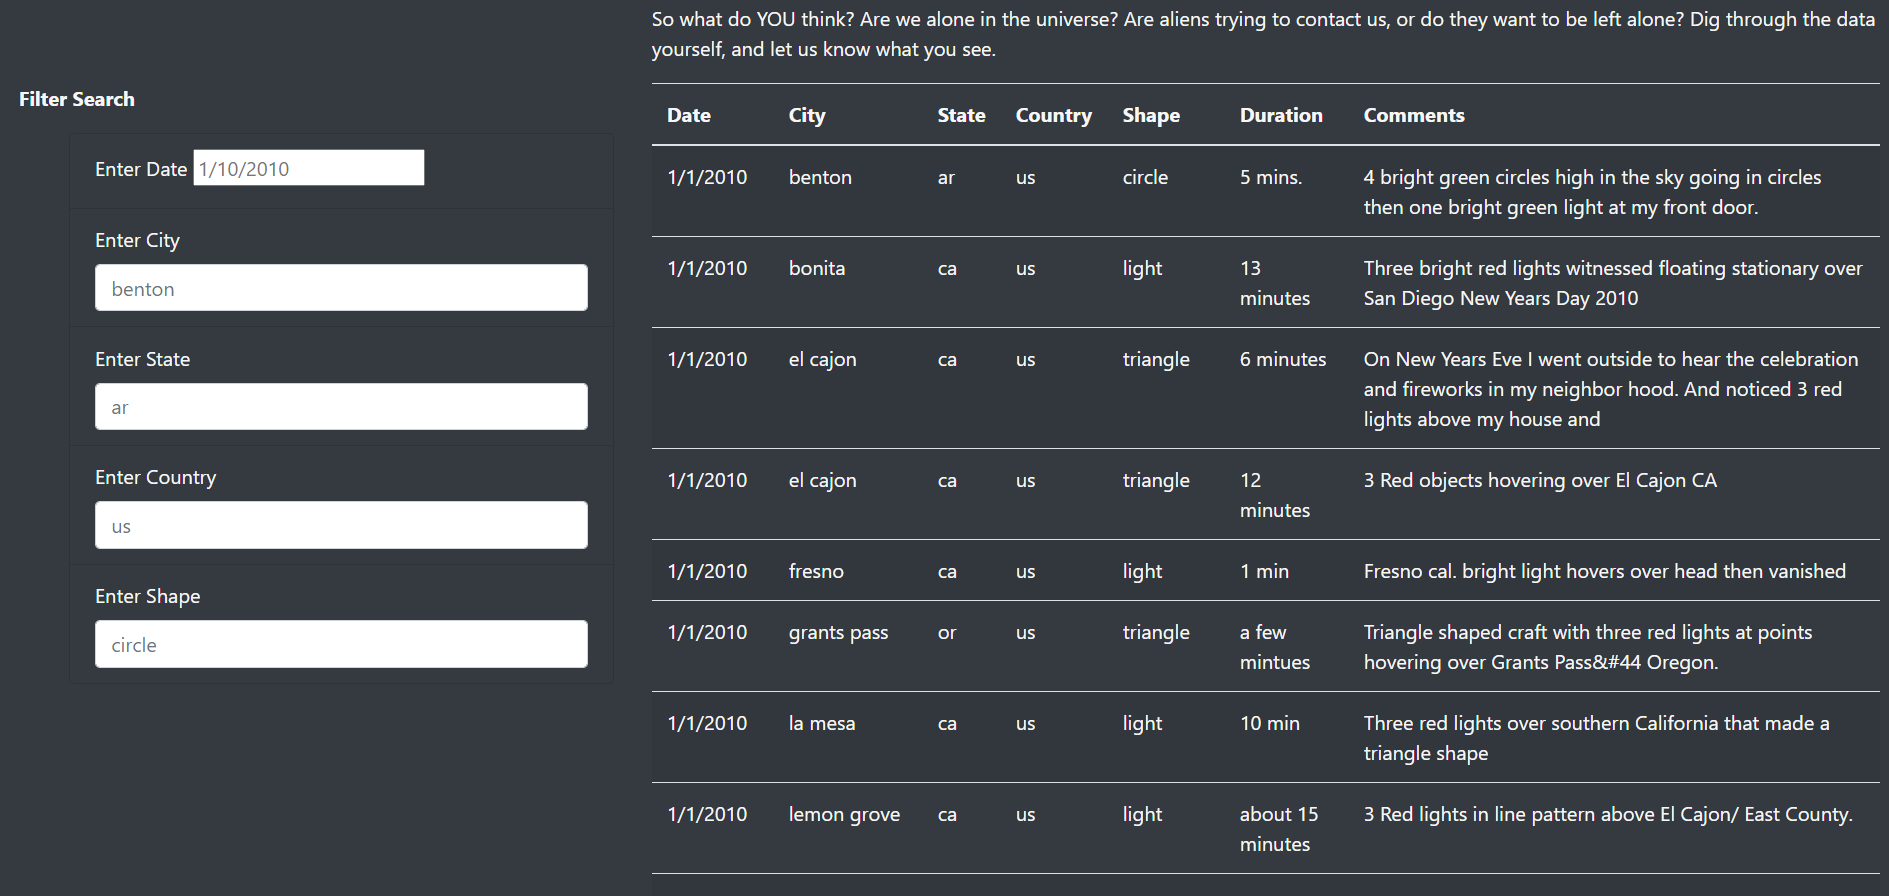 So what do YOU think? Are we alone in the universe? Are aliens trying to contact us, or do they want to be left alone? Dig through the data
yourself, and let us know what you see.
Filter Search
Enter Date 1/10/2010
Enter City
benton
Enter State
ar
Enter Country
us
Enter Shape
circle
Date City State Country Shape Duration Comments
1/1/2010 benton ar us circle 5 mins. 4 bright green circles high in the sky going in circles
then one bright green light at my front door.
1/1/2010 bonita ca us light 13 Three bright red lights witnessed floating stationary over
minutes San Diego New Years Day 2010
1/1/2010 el cajon ca us triangle 6 minutes On New Years Eve I went outside to hear the celebration
and fireworks in my neighbor hood. And noticed 3 red
lights above my house and
1/1/2010 el cajon ca us triangle 12 3 Red objects hovering over El Cajon CA
minutes
1/1/2010 fresno ca us light 1 min Fresno cal. bright light hovers over head then vanished
1/1/2010 grants pass or us triangle a few Triangle shaped craft with three red lights at points
mintues hovering over Grants Pass&#44 Oregon.
1/1/2010 la mesa ca us light 10 min Three red lights over southern California that made a
triangle shape
1/1/2010 lemon grove ca us light about 15 3 Red lights in line pattern above El Cajon/ East County.
minutes